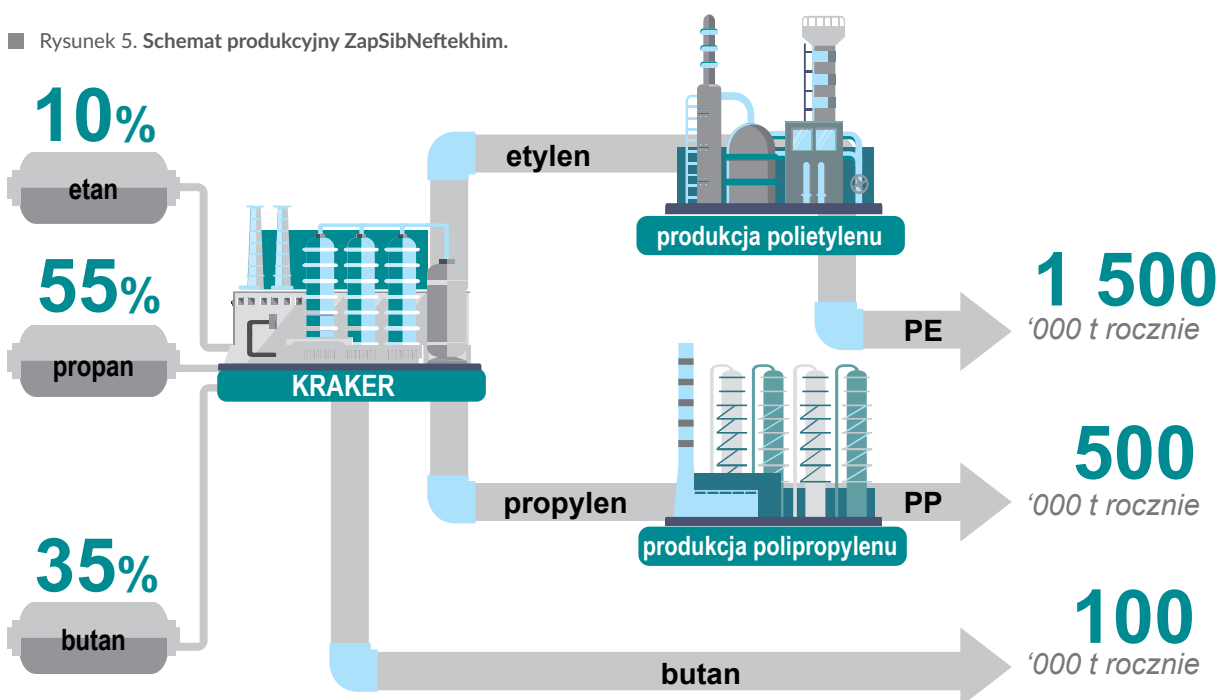 Rysunek 5. Schemat produkcyjny ZapSibNeftekhim.
10%
etan
55%
propan
35%
butan
KRAKER
etylen
produkcja polietylenu
PE
1 500
‘000 t rocznie
propylen
produkcja polipropylenu
PP
500
‘000 t rocznie
butan
100
‘000 t rocznie